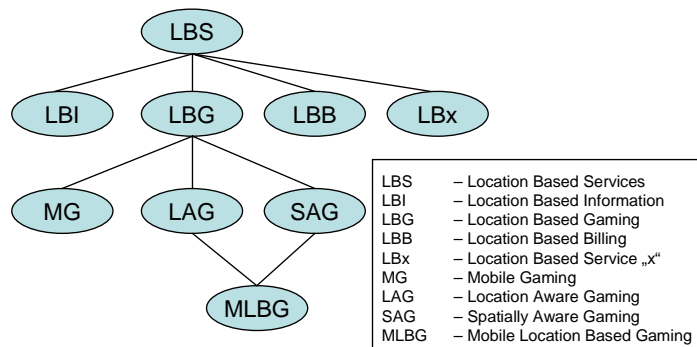 LBS
LBI LBG LBB LBx
MG LAG SAG
MLBG
LBS – Location Based Services
LBI – Location Based Information
LBG – Location Based Gaming
LBB – Location Based Billing
LBx – Location Based Service „x“
MG – Mobile Gaming
LAG – Location Aware Gaming
SAG – Spatially Aware Gaming
MLBG – Mobile Location Based Gaming